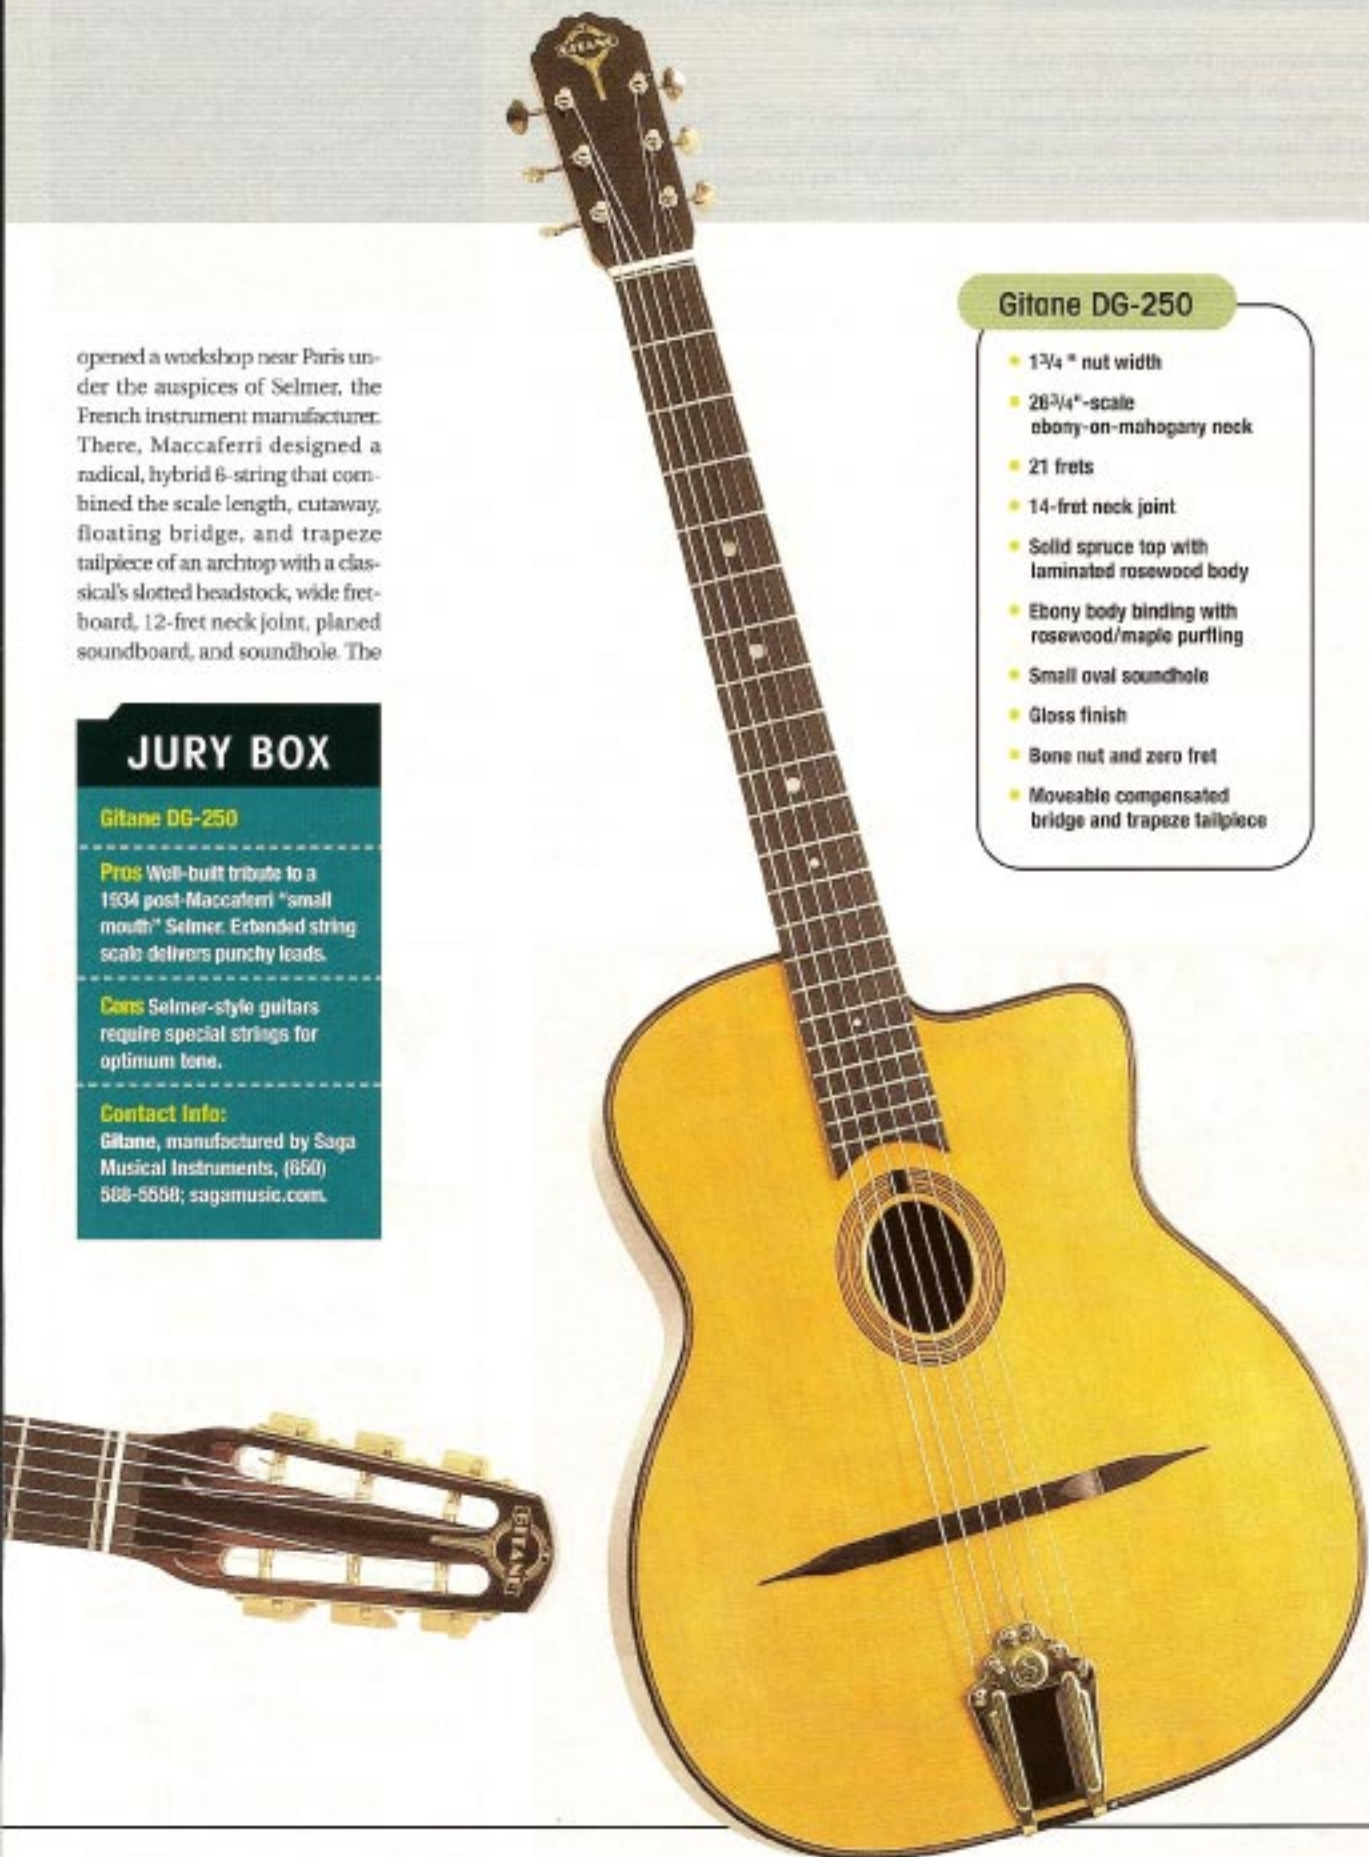 GITANE
opened a workshop near Paris un-
der the auspices of Selmer, the
French instrument manufacturer.
There, Maccaferri designed a
radical, hybrid 6-string that com-
bined the scale length, cutaway,
floating bridge, and trapeze
tailpiece of an archtop with a clas-
sical's slotted headstock, wide fret-
board, 12-fret neck joint, planed
soundboard, and soundhole. The
JURY BOX
Gitane DG-250
Pros Well-built tribute to a
1934 post-Maccaferri "small
mouth" Selmer. Extended string
scale delivers punchy leads.
Cons Selmer-style guitars
require special strings for
optimum tone.
Contact Info:
Gitane, manufactured by Saga
Musical Instruments, (650)
588-5558; sagamusic.com.
Gitane DG-250
1 3/4 " nut width
26 3/4"-scale
ebony-on-mahogany neck
21 frets
14-fret neck joint
Solid spruce top with
laminated rosewood body
Ebony body binding with
rosewood/maple purfling
Small oval soundhole
Gloss finish
Bone nut and zero fret
Moveable compensated
bridge and trapeze tailpiece
GITANE